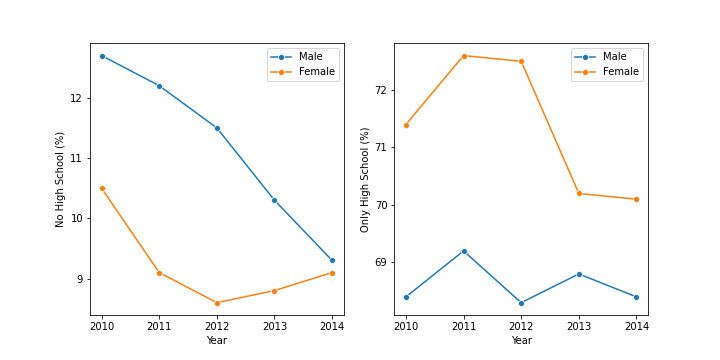 No High School (%)
12
11
10
9
Male
Female
2010
2011
2012
2013
2014
Year
Only High School (%)
72
71
70
69
Male
Female
2010
2011
2012
2013
2014
Year